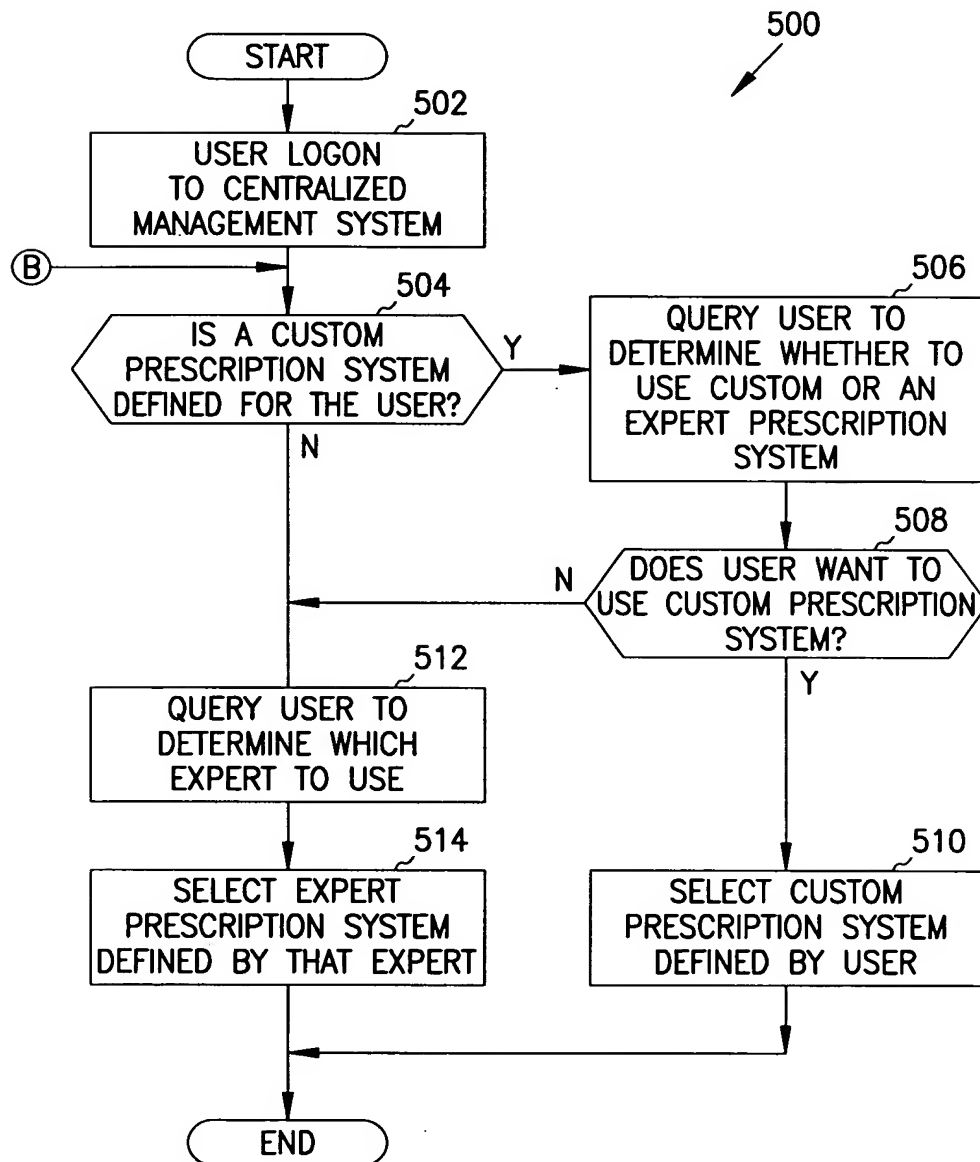 500
START
502
USER LOGON
TO CENTRALIZED
MANAGEMENT SYSTEM
B
504
IS A CUSTOM
PRESCRIPTION SYSTEM
DEFINED FOR THE USER?
Y
N
506
QUERY USER TO
DETERMINE WHETHER TO
USE CUSTOM OR AN
EXPERT PRESCRIPTION
SYSTEM
508
DOES USER WANT TO
USE CUSTOM PRESCRIPTION
SYSTEM?
N
Y
512
QUERY USER TO
DETERMINE WHICH
EXPERT TO USE
514
SELECT EXPERT
PRESCRIPTION SYSTEM
DEFINED BY THAT EXPERT
510
SELECT CUSTOM
PRESCRIPTION SYSTEM
DEFINED BY USER
END